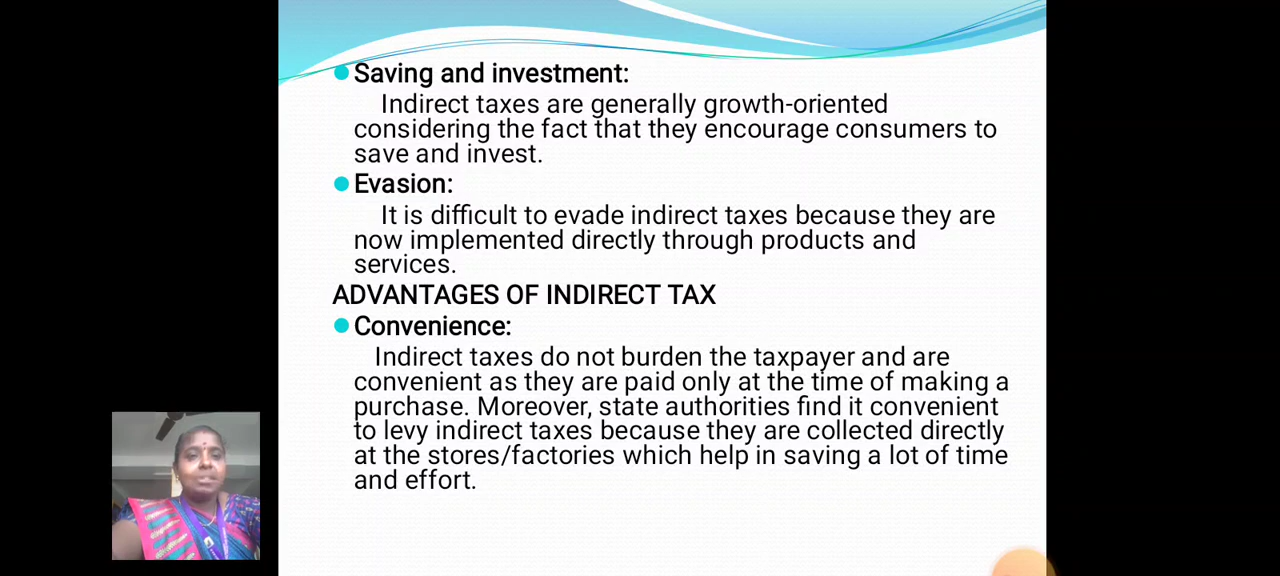 Saving and investment:
Indirect taxes are generally growth-oriented
considering the fact that they encourage consumers to
save and invest.
Evasion:
It is difficult to evade indirect taxes because they are
now implemented directly through products and
services.
ADVANTAGES OF INDIRECT TAX
Convenience:
Indirect taxes do not burden the taxpayer and are
convenient as they are paid only at the time of making a
purchase. Moreover, state authorities find it convenient
to levy indirect taxes because they are collected directly
at the stores/factories which help in saving a lot of time
and effort.